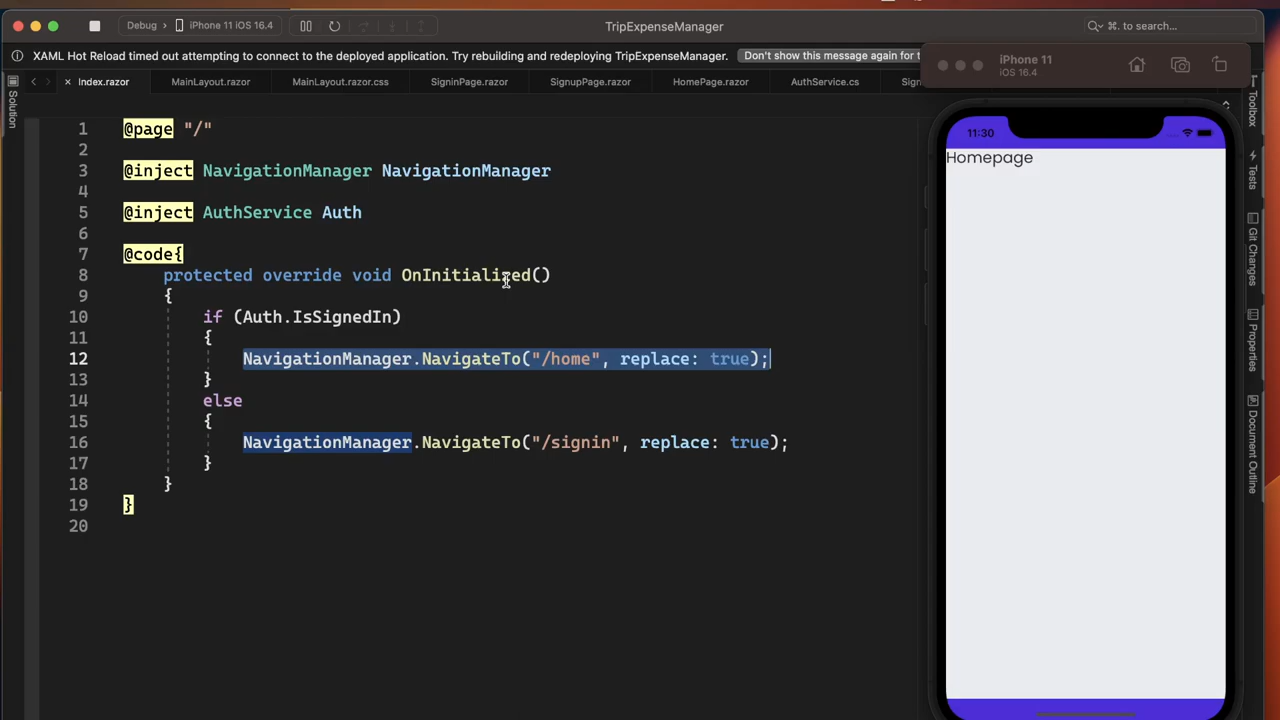 Debug > iPhone 11 iOS 16.4
TripExpenseManager
⌘. to search...
XAML Hot Reload timed out attempting to connect to the deployed application. Try rebuilding and redeploying TripExpenseManager.
Don't show this message again for t
Index.razor
MainLayout.razor
MainLayout.razor.css
SigninPage.razor
SignupPage.razor
HomePage.razor
AuthService.cs
Sign
Solution
1 @page "/"
2
3 @inject NavigationManager NavigationManager
4
5 @inject AuthService Auth
6
7 @code{
8 protected override void OnInitialized()
9 {
10 if (Auth.IsSignedIn)
11 {
12 NavigationManager.NavigateTo("/home", replace: true);
13 }
14 else
15 {
16 NavigationManager.NavigateTo("/signin", replace: true);
17 }
18 }
19 }
20
iPhone 11
iOS 16.4
11:30
Homepage
Toolbox
Tests
Git Changes
Properties
Document Outline